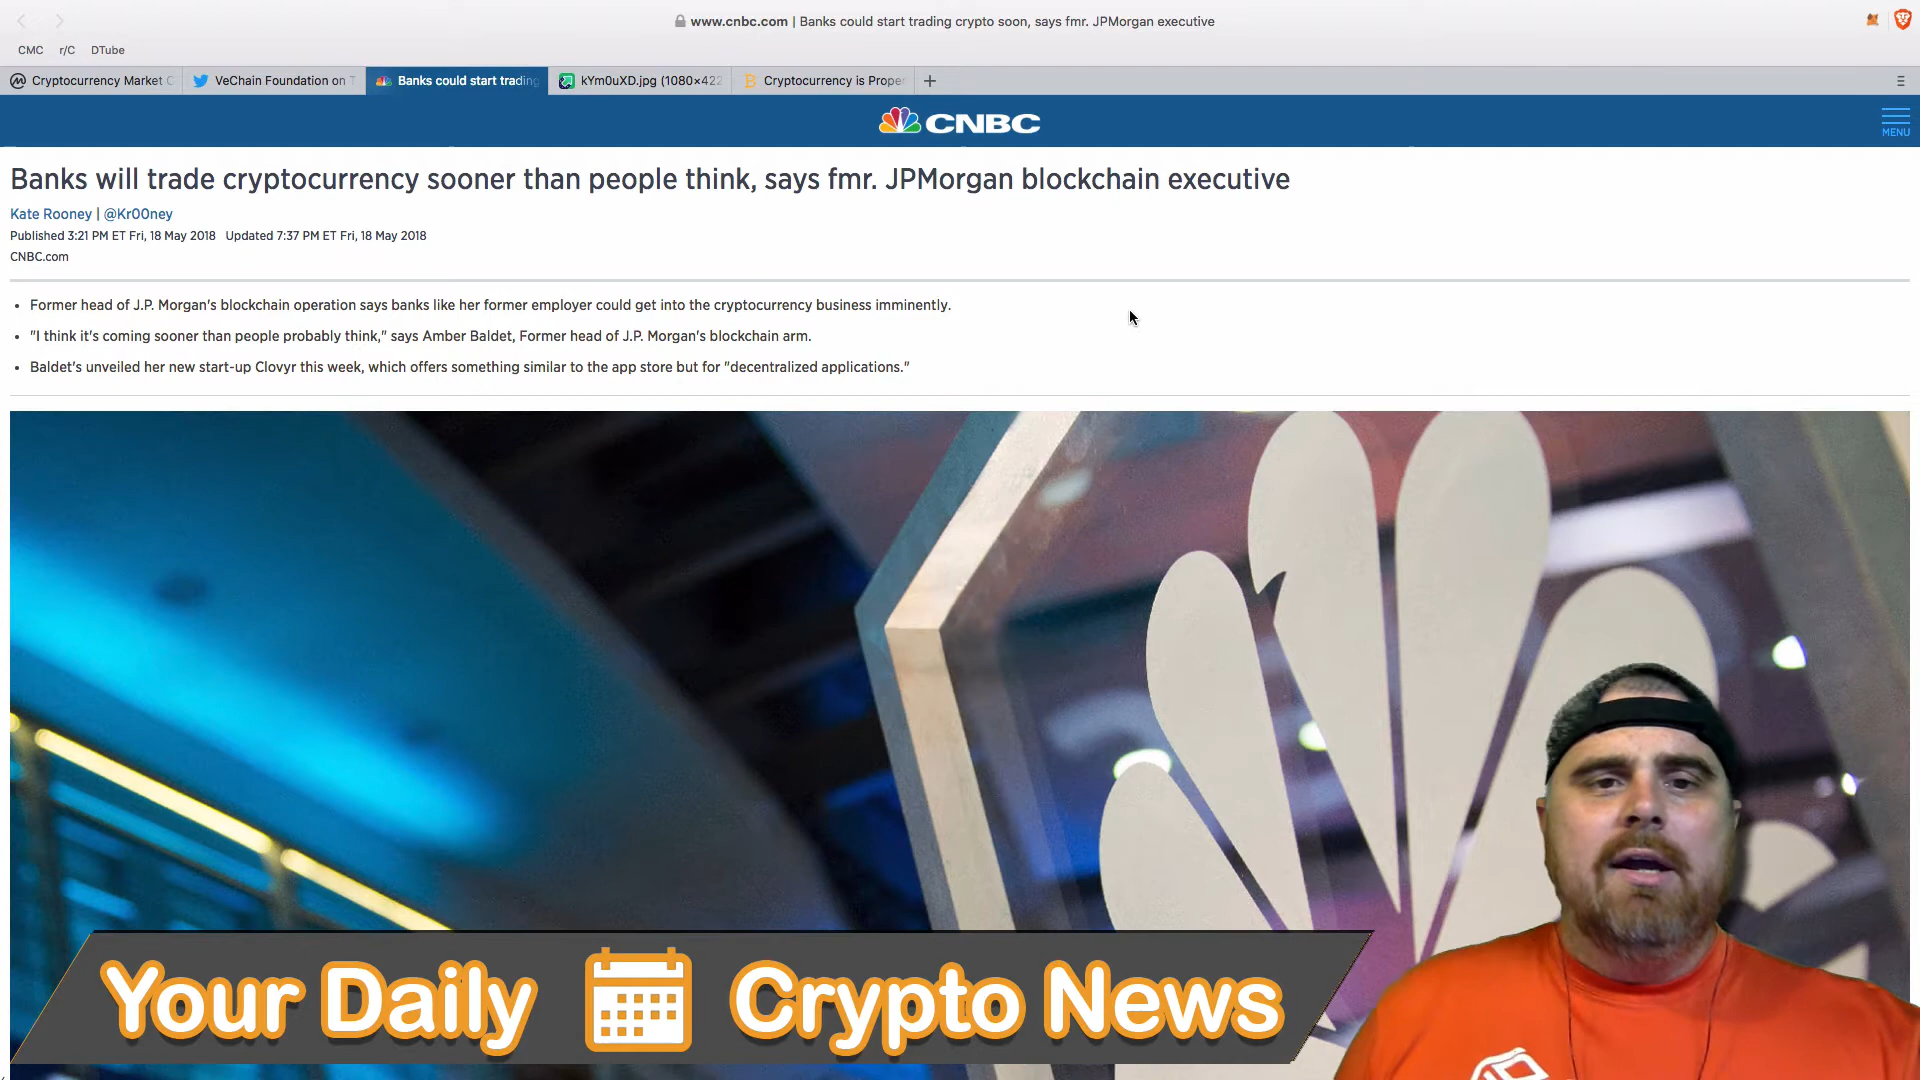 www.cnbc.com | Banks could start trading crypto soon, says fmr. JPMorgan executive
CMC r/C DTube
Cryptocurrency Market C VeChain Foundation on T Banks could start trading kYm0uXD.jpg (1080×422 Cryptocurrency is Prope
CNBC
MENU
Banks will trade cryptocurrency sooner than people think, says fmr. JPMorgan blockchain executive
Kate Rooney | @Kr00ney
Published 3:21 PM ET Fri, 18 May 2018 Updated 7:37 PM ET Fri, 18 May 2018
CNBC.com
• Former head of J.P. Morgan's blockchain operation says banks like her former employer could get into the cryptocurrency business imminently.
• "I think it's coming sooner than people probably think," says Amber Baldet, Former head of J.P. Morgan's blockchain arm.
• Baldet's unveiled her new start-up Clovyr this week, which offers something similar to the app store but for "decentralized applications."
Your Daily Crypto News